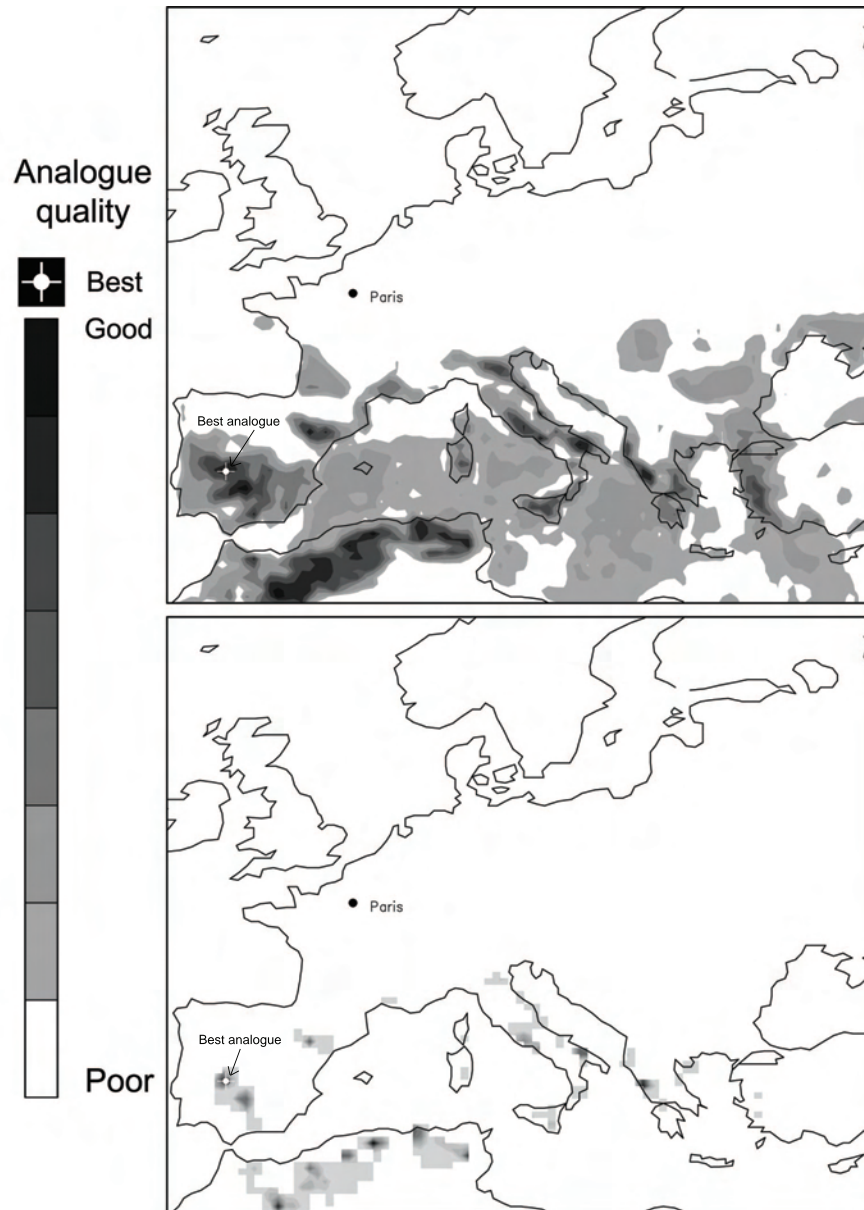 Analogue
quality
Best
Good
Poor
Paris
Best analogue
Paris
Best analogue